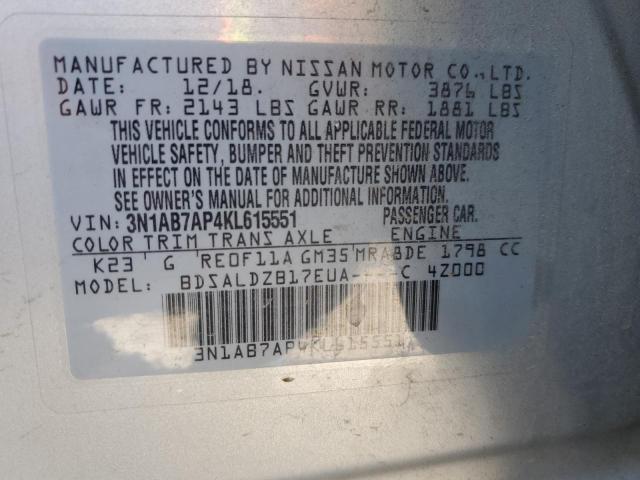 MANUFACTURED BY NISSAN MOTOR CO.,LTD.
DATE: 12/18. GVWR: 3876 LBS
GAWR FR: 2143 LBS GAWR RR: 1881 LBS
THIS VEHICLE CONFORMS TO ALL APPLICABLE FEDERAL MOTOR
VEHICLE SAFETY, BUMPER AND THEFT PREVENTION STANDARDS
IN EFFECT ON THE DATE OF MANUFACTURE SHOWN ABOVE.
SEE OWNER'S MANUAL FOR ADDITIONAL INFORMATION.
VIN: 3N1AB7AP4KL615551 PASSENGER CAR.
COLOR TRIM TRANS AXLE ENGINE
K23 G RE0F11A GM35 MRA8DE 1798 CC
MODEL: BDSALDZB17EUA---C 4Z000
3N1AB7AP4KL615551